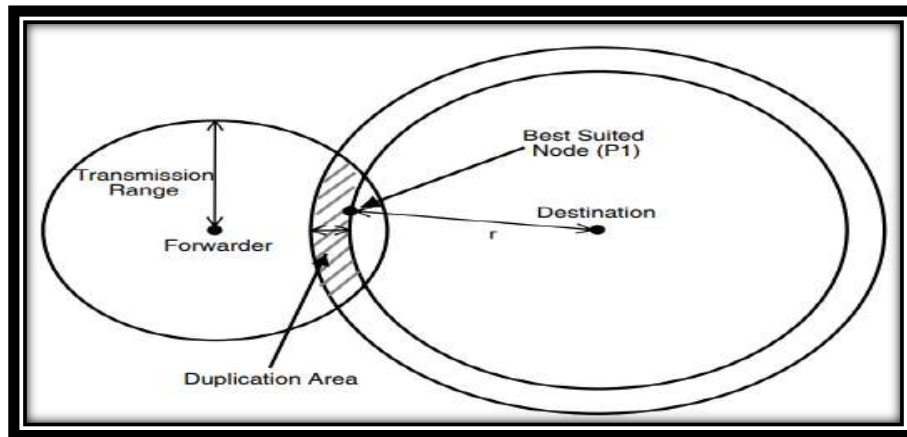 Best Suited
Node (P1)
Transmission
Range
Destination
Forwarder
r
Duplication Area